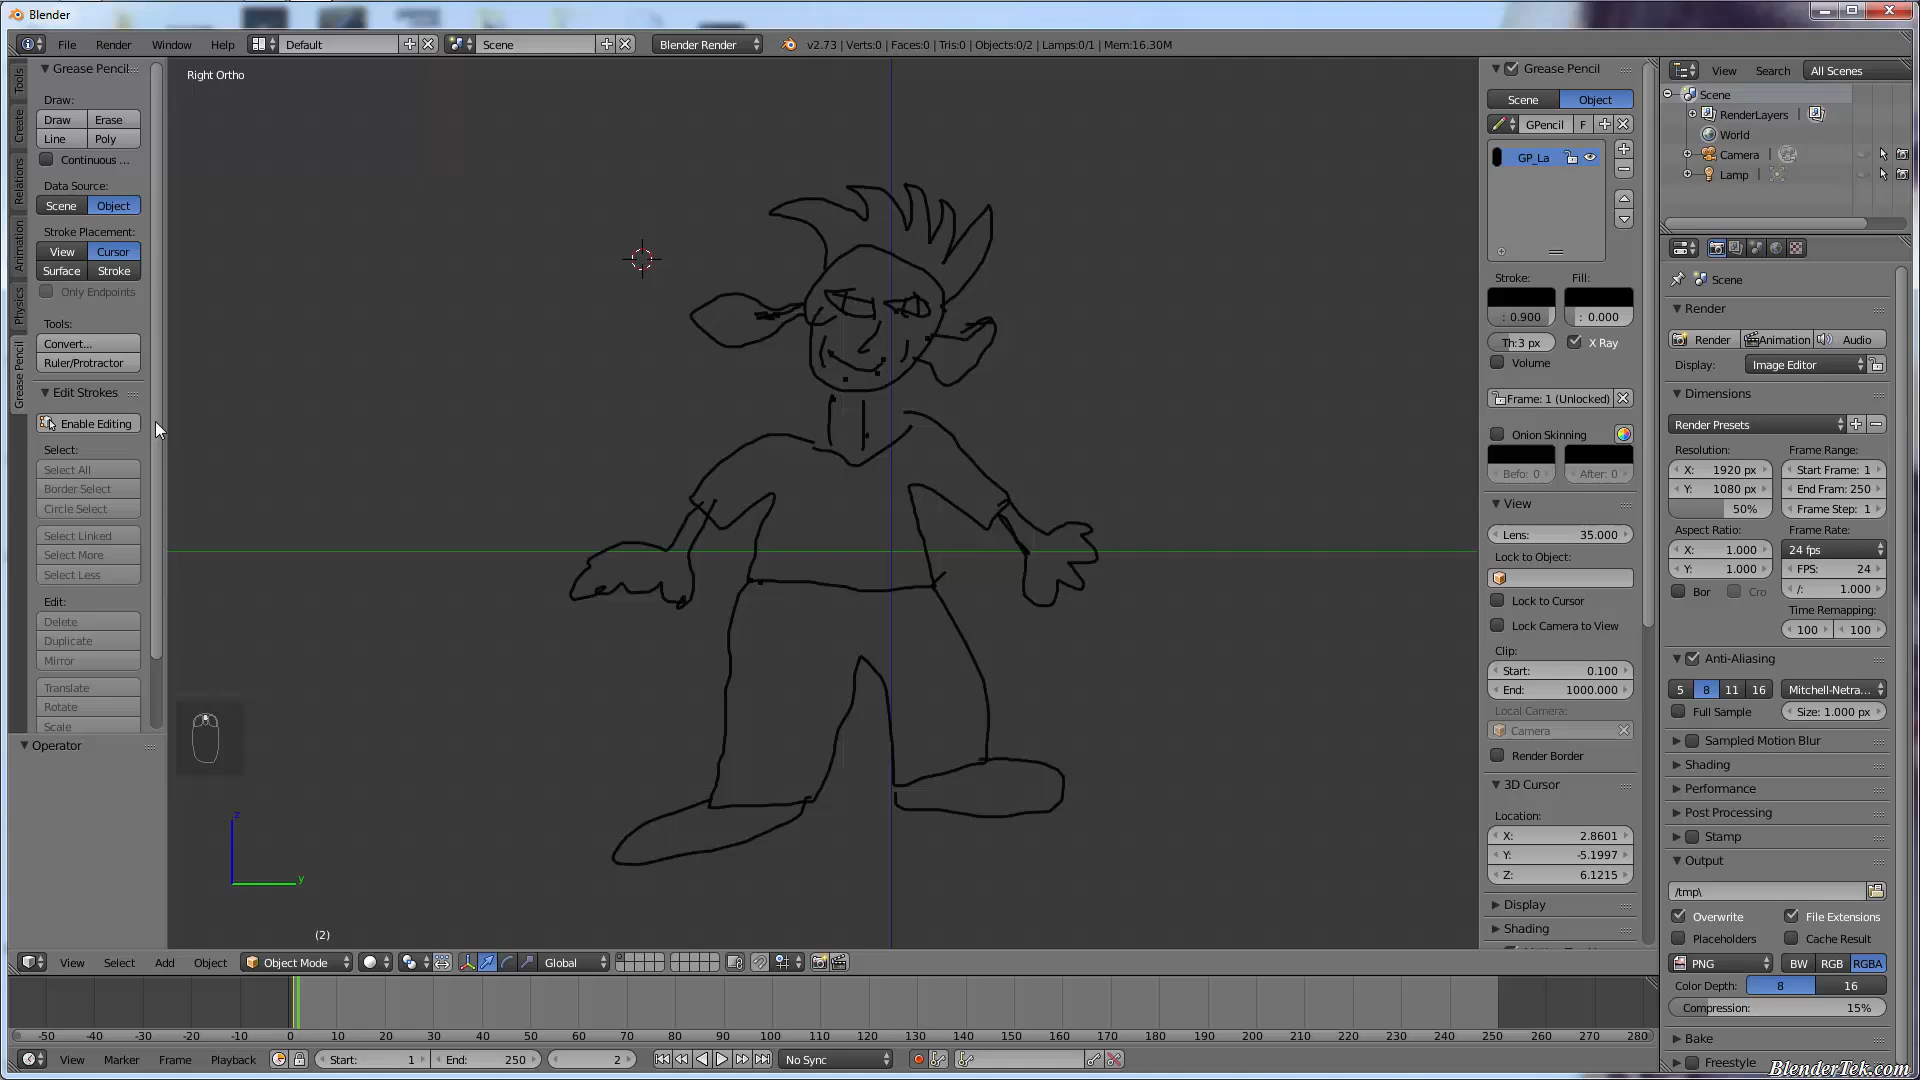 Blender
File Render Window Help Default Scene Blender Render v2.73 | Verts:0 | Faces:0 | Tris:0 | Objects:0/2 | Lamps:0/1 | Mem:16.30M
Tools
Create
Relations
Animation
Physics
Grease Pencil
Grease Pencil
Draw:
Draw Erase
Line Poly
Continuous ...
Data Source:
Scene Object
Stroke Placement:
View Cursor
Surface Stroke
Only Endpoints
Tools:
Convert...
Ruler/Protractor
Edit Strokes
Enable Editing
Select:
Select All
Border Select
Circle Select
Select Linked
Select More
Select Less
Edit:
Delete
Duplicate
Mirror
Translate
Rotate
Scale
Operator
Right Ortho
z
y
(2)
Grease Pencil
Scene Object
GPencil F
GP_La
Stroke: Fill:
: 0.900 : 0.000
Th:3 px X Ray
Volume
Frame: 1 (Unlocked)
Onion Skinning
Befo: 0 After: 0
View
Lens: 35.000
Lock to Object:
Lock to Cursor
Lock Camera to View
Clip:
Start: 0.100
End: 1000.000
Local Camera:
Camera
Render Border
3D Cursor
Location:
X: 2.8601
Y: -5.1997
Z: 6.1215
Display
Shading
View Search All Scenes
Scene
RenderLayers
World
Camera
Lamp
Scene
Render
Render Animation Audio
Display: Image Editor
Dimensions
Render Presets
Resolution: Frame Range:
X: 1920 px Start Frame: 1
Y: 1080 px End Fram: 250
50% Frame Step: 1
Aspect Ratio: Frame Rate:
X: 1.000 24 fps
Y: 1.000 FPS: 24
Bor Cro /: 1.000
Time Remapping:
100 100
Anti-Aliasing
5 8 11 16 Mitchell-Netra...
Full Sample Size: 1.000 px
Sampled Motion Blur
Shading
Performance
Post Processing
Stamp
Output
/tmp\
Overwrite File Extensions
Placeholders Cache Result
PNG BW RGB RGBA
Color Depth: 8 16
Compression: 15%
Bake
Freestyle
View Select Add Object Object Mode Global
-50 -40 -30 -20 -10 0 10 20 30 40 50 60 70 80 90 100 110 120 130 140 150 160 170 180 190 200 210 220 230 240 250 260 270 280
View Marker Frame Playback Start: 1 End: 250 2 No Sync
BlenderTek.com